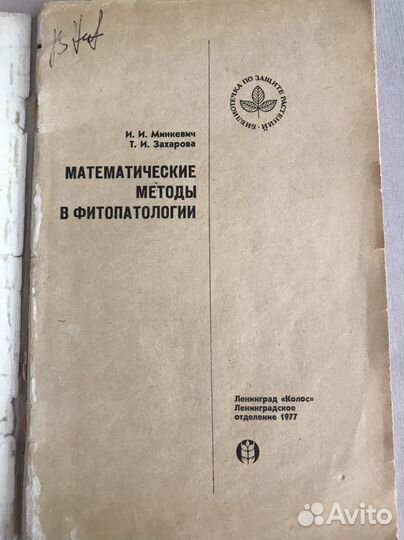 БИБЛИОТЕЧКА ПО ЗАЩИТЕ РАСТЕНИЙ
И. И. Минкевич
Т. И. Захарова
МАТЕМАТИЧЕСКИЕ
МЕТОДЫ
В ФИТОПАТОЛОГИИ
Ленинград «Колос»
Ленинградское
отделение 1977
Avito